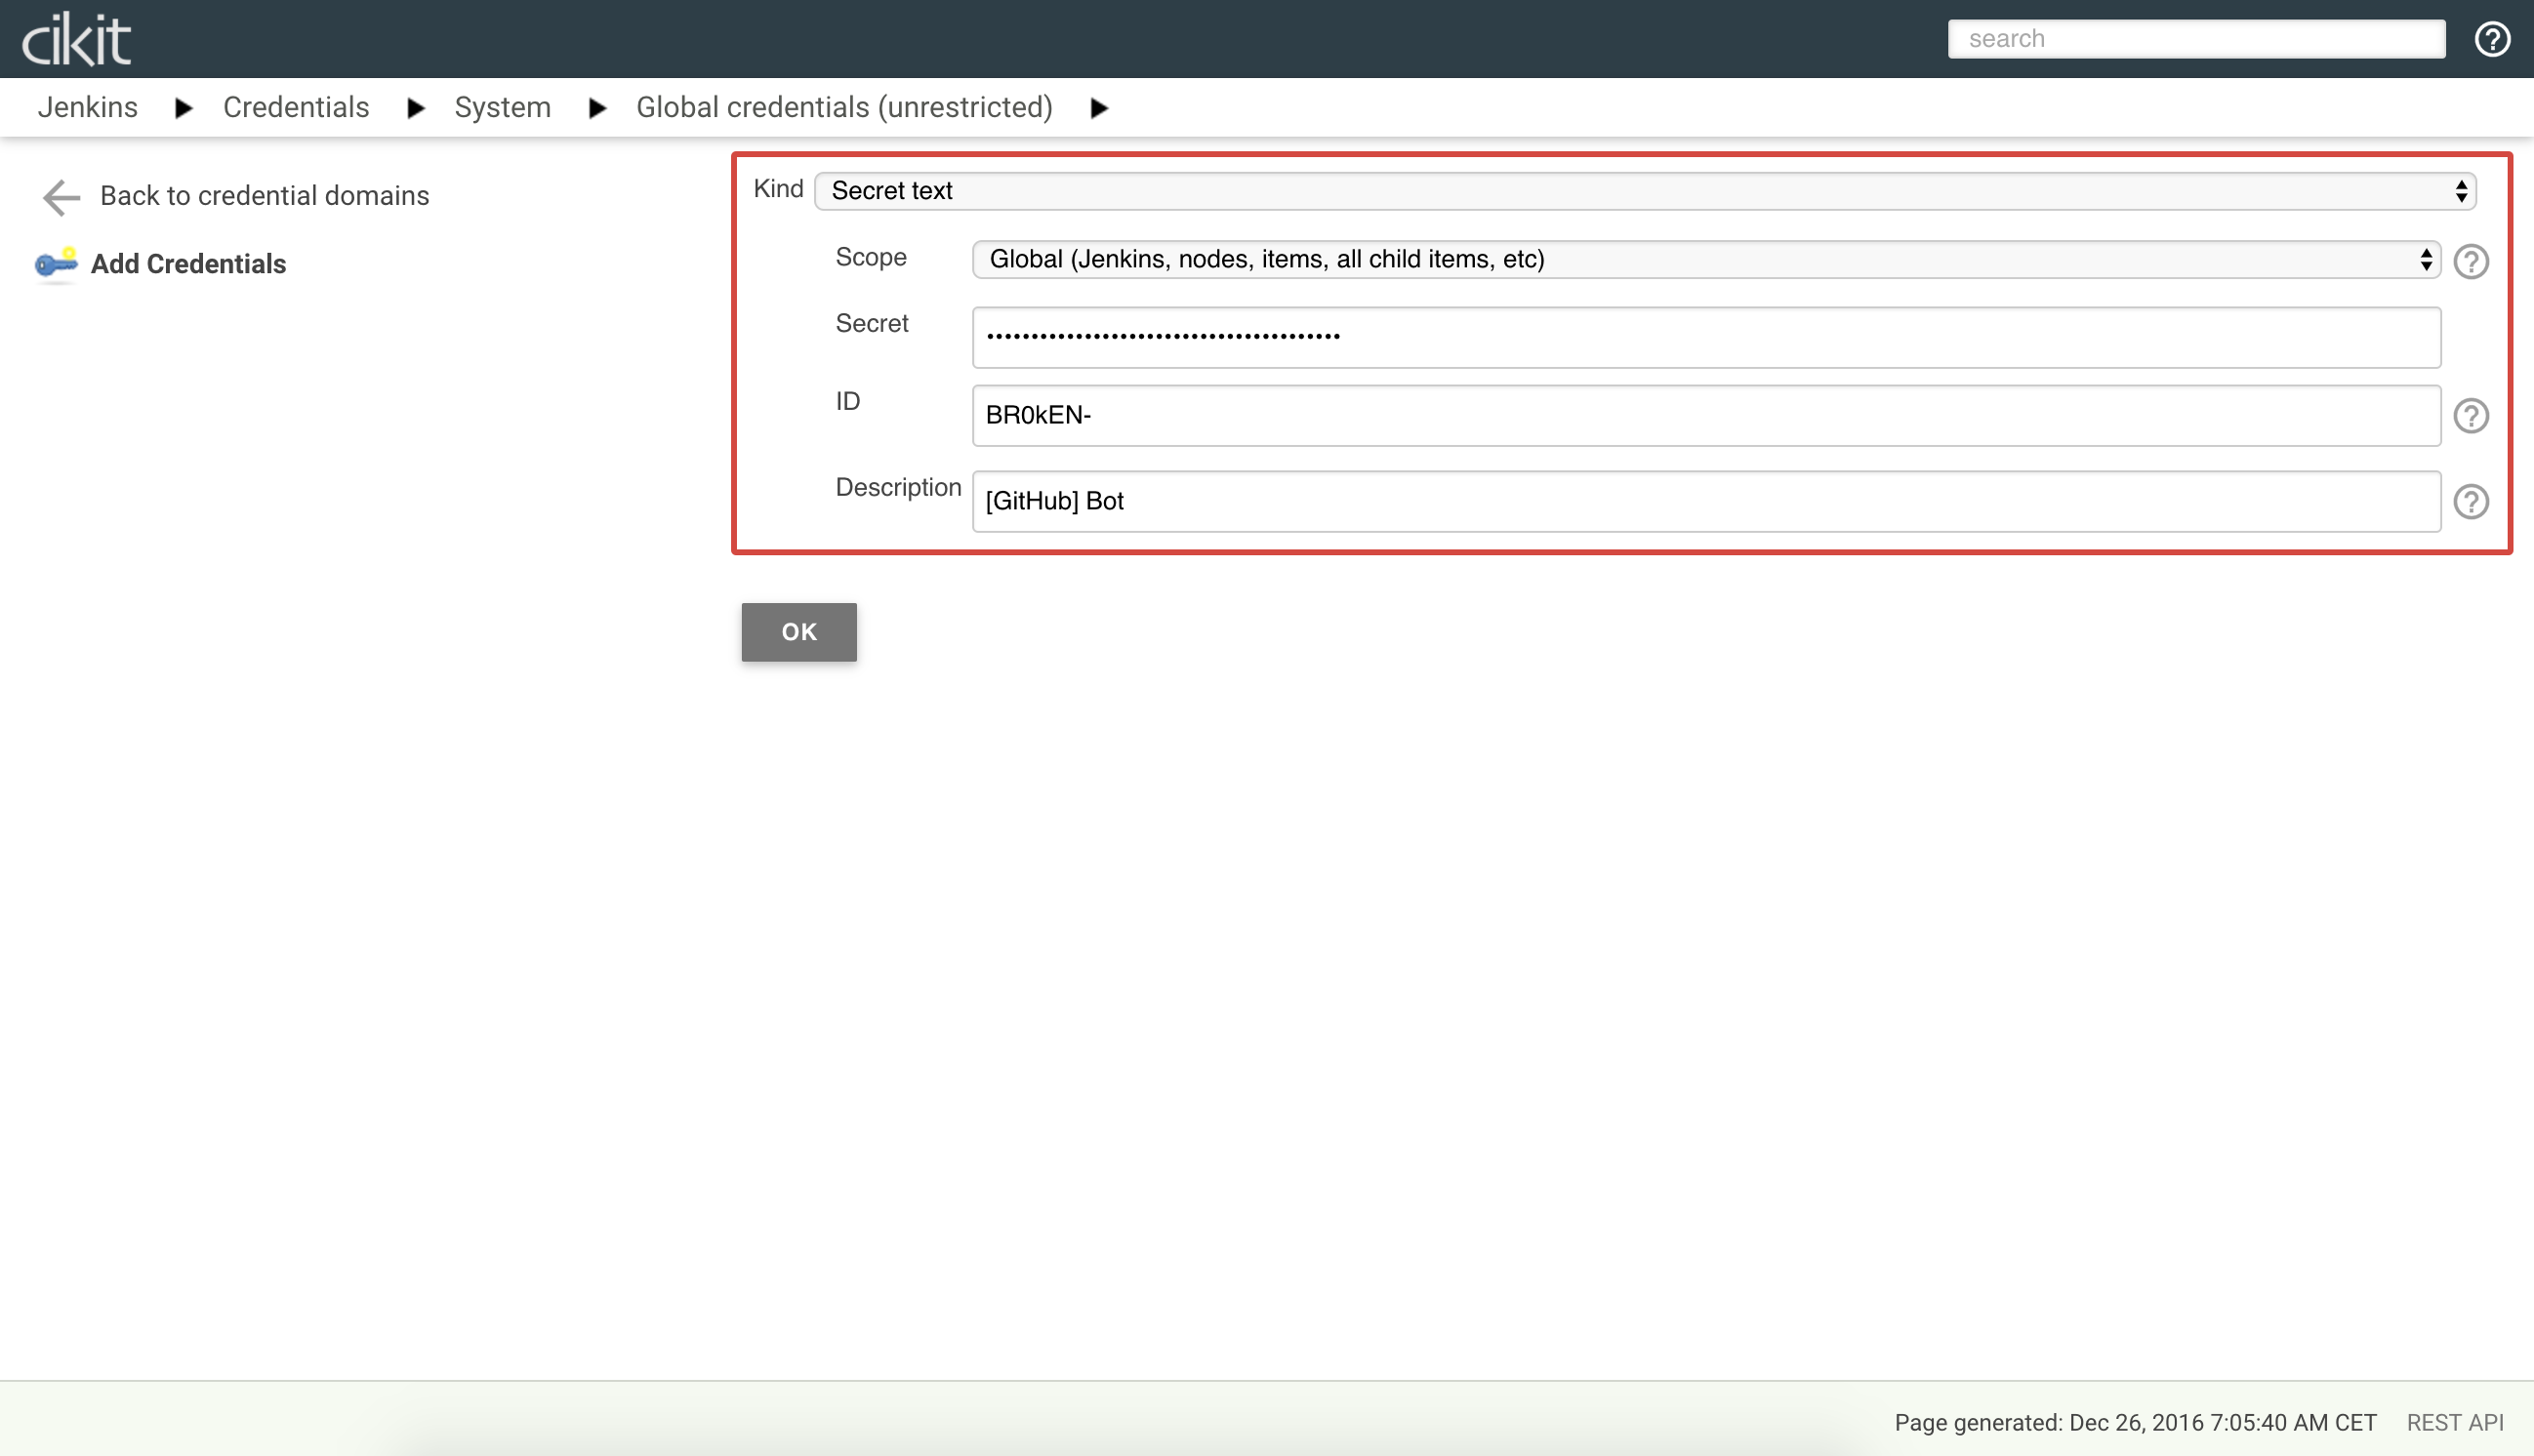 cikit
search
Jenkins Credentials System Global credentials (unrestricted)
Back to credential domains
Add Credentials
Kind Secret text
Scope Global (Jenkins, nodes, items, all child items, etc)
Secret ••••••••••••••••••••••••••••••••••••••••
ID BR0kEN-
Description [GitHub] Bot
OK
Page generated: Dec 26, 2016 7:05:40 AM CET REST API